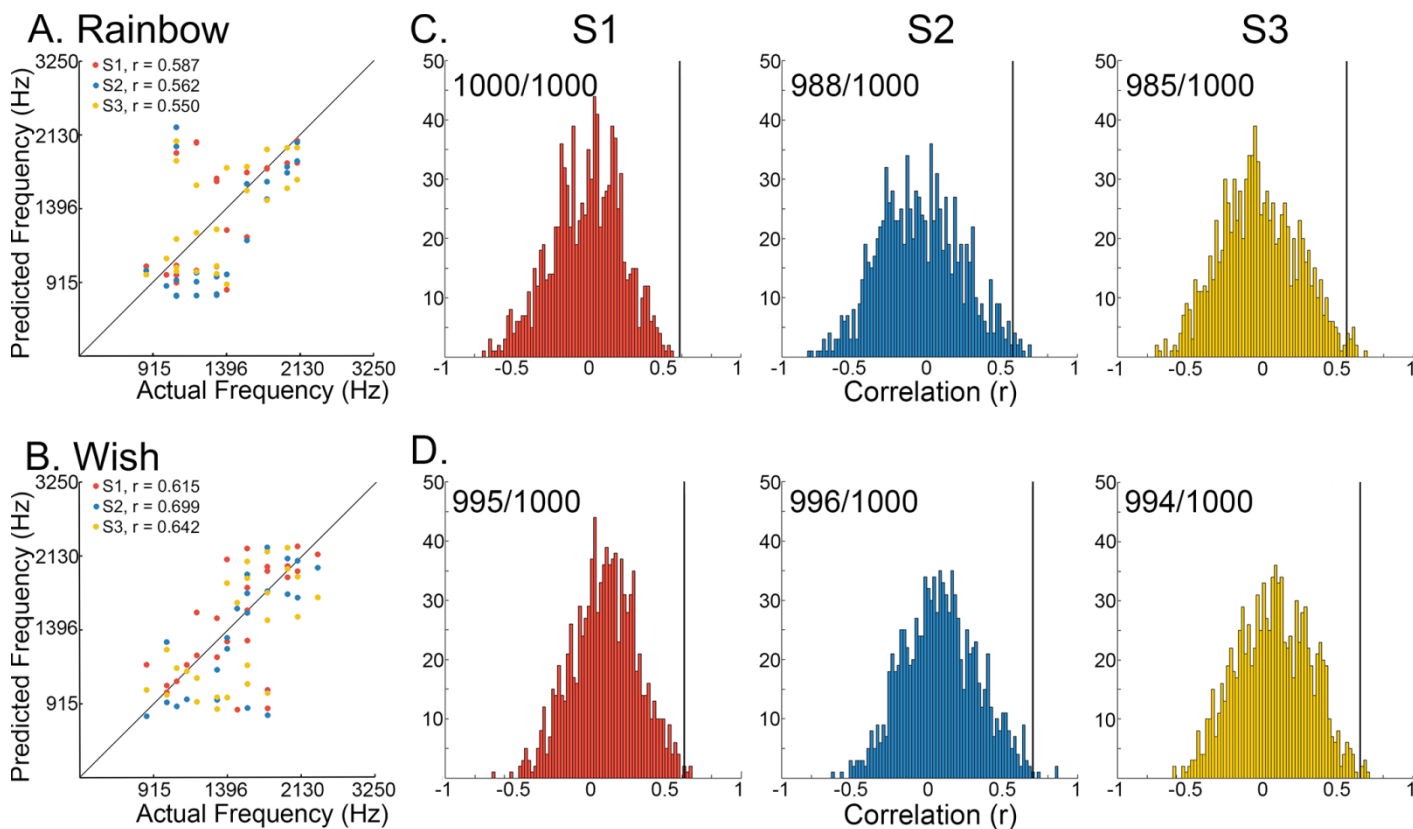 A. Rainbow
3250
2130
1396
915
Predicted Frequency (Hz)
S1, r = 0.587
S2, r = 0.562
S3, r = 0.550
915 1396 2130 3250
Actual Frequency (Hz)
C.
S1
50
40
30
20
10
1000/1000
-1 -0.5 0 0.5 1
S2
50
40
30
20
10
988/1000
-1 -0.5 0 0.5 1
Correlation (r)
S3
50
40
30
20
10
985/1000
-1 -0.5 0 0.5 1
B. Wish
3250
2130
1396
915
Predicted Frequency (Hz)
S1, r = 0.615
S2, r = 0.699
S3, r = 0.642
915 1396 2130 3250
Actual Frequency (Hz)
D.
50
40
30
20
10
995/1000
-1 -0.5 0 0.5 1
50
40
30
20
10
996/1000
-1 -0.5 0 0.5 1
Correlation (r)
50
40
30
20
10
994/1000
-1 -0.5 0 0.5 1